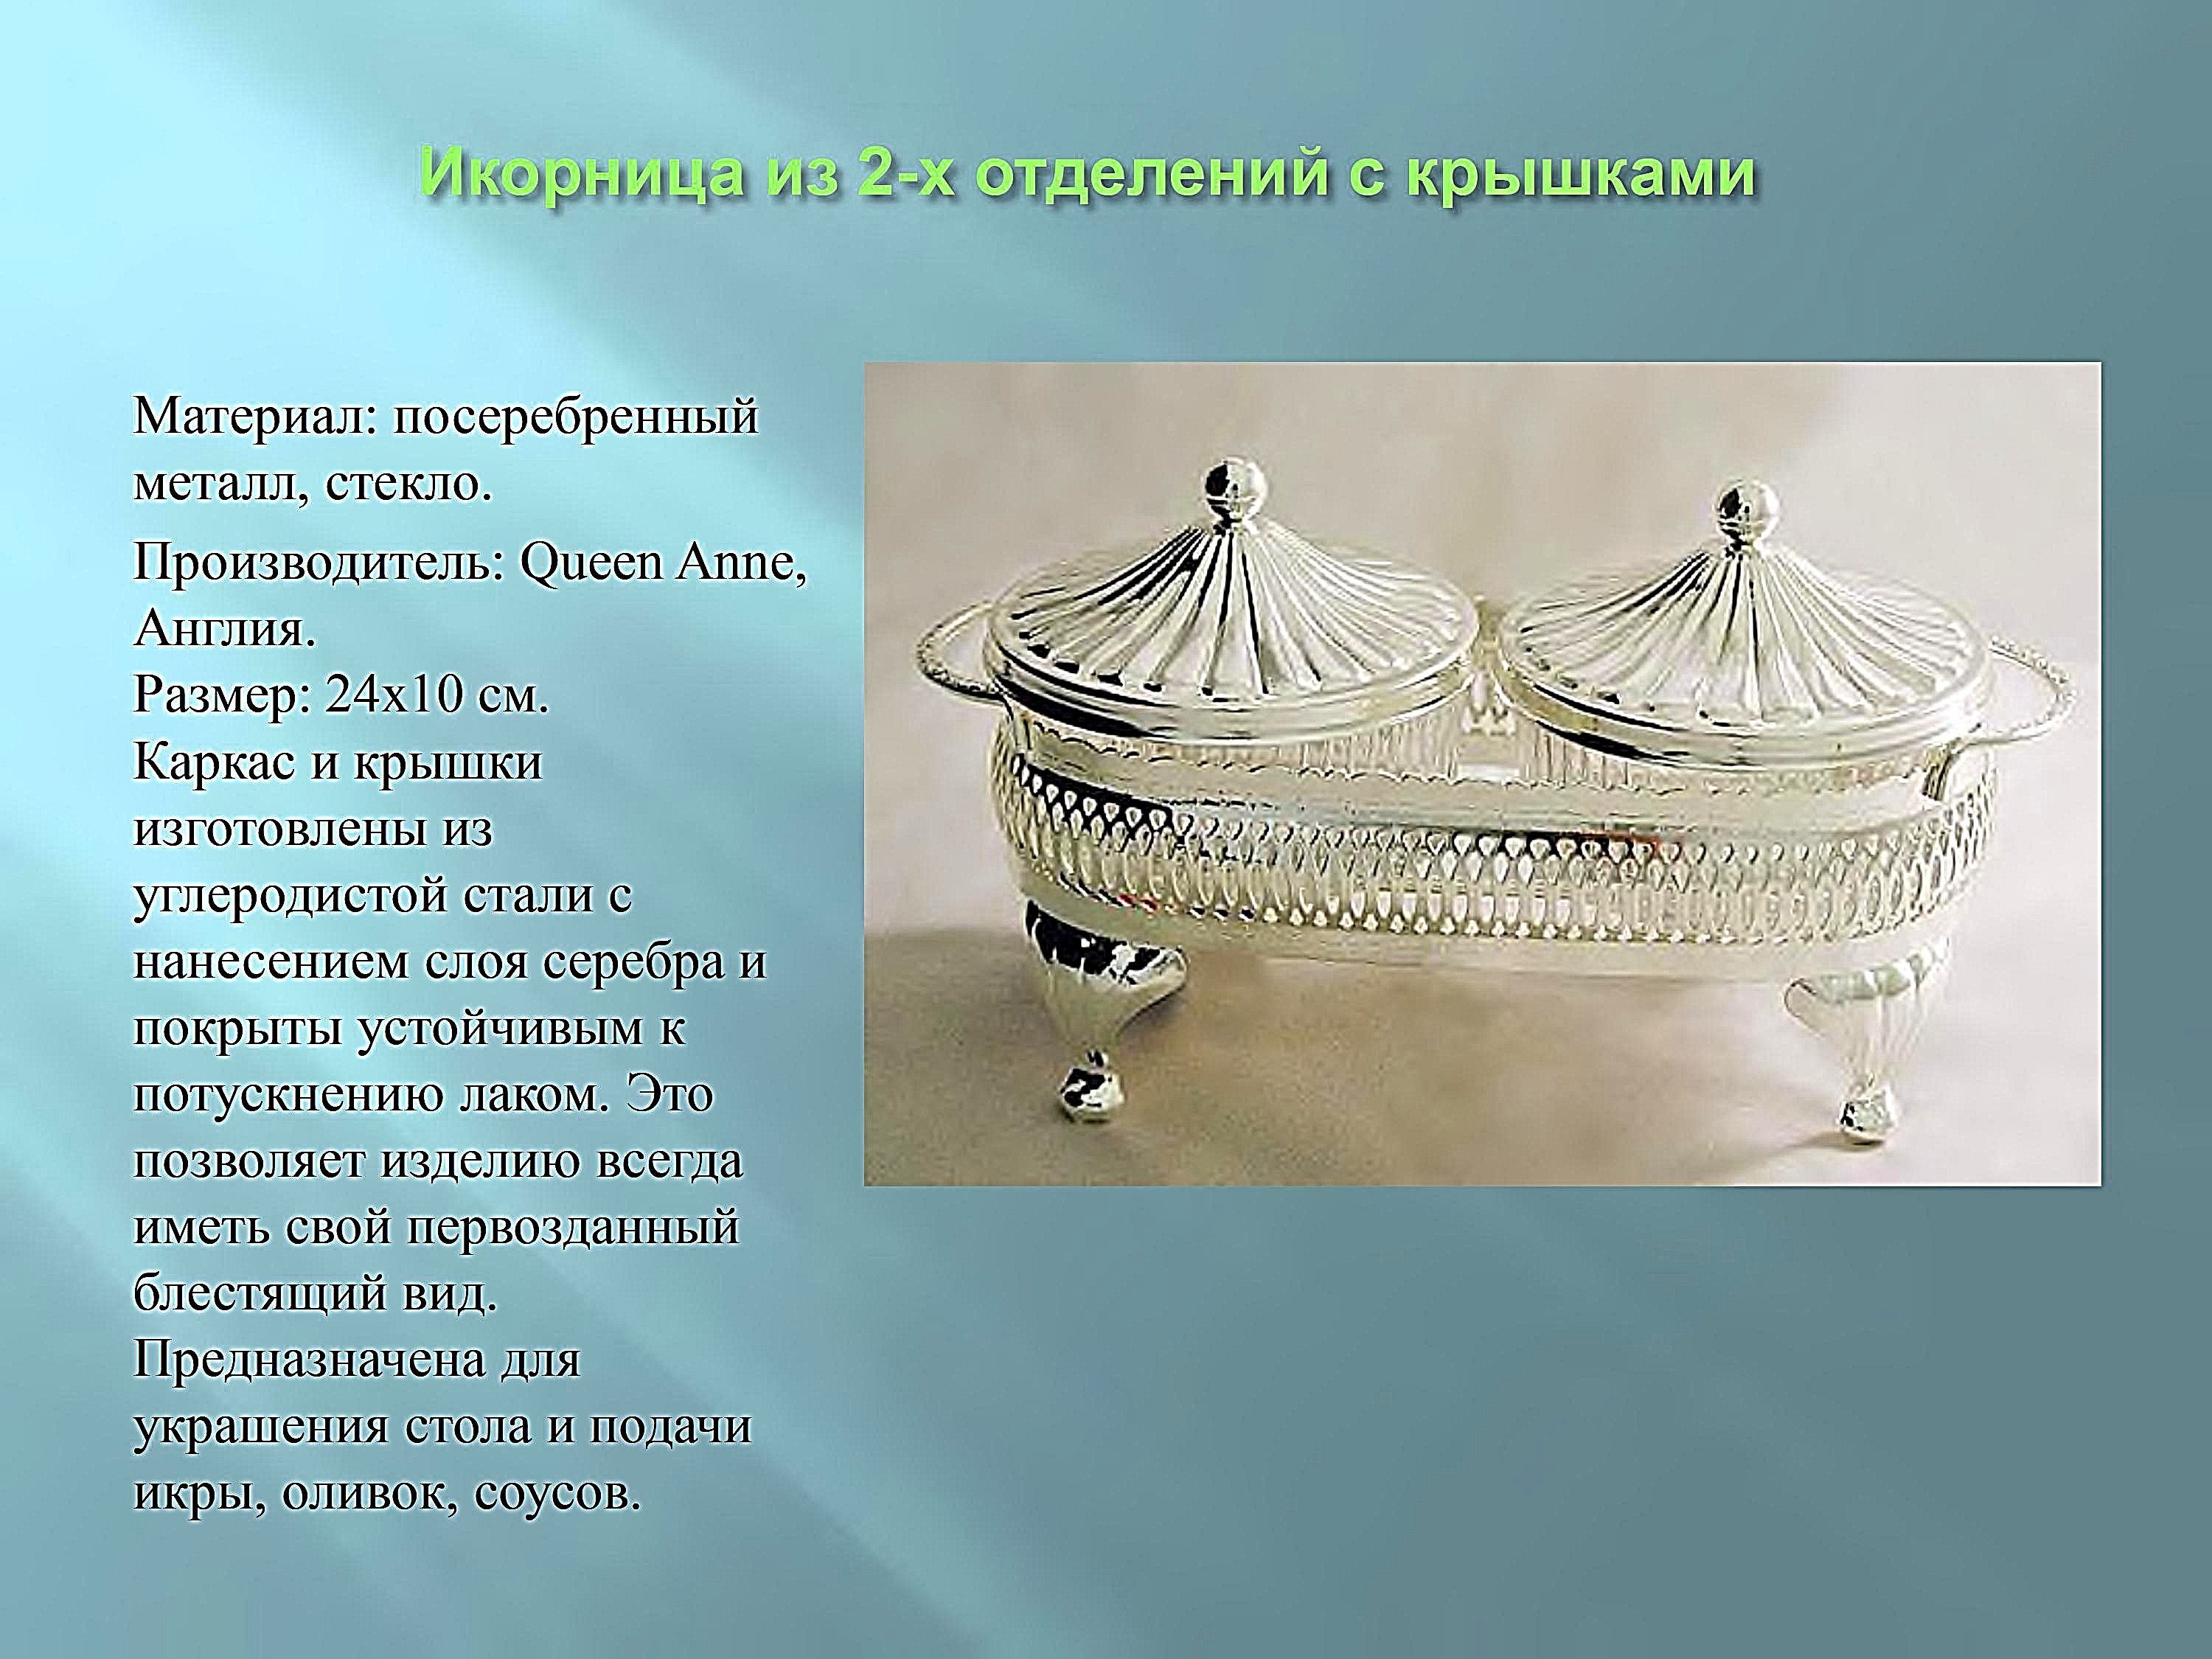 Икорница из 2-х отделений с крышками
Материал: посеребренный
металл, стекло.
Производитель: Queen Anne,
Англия.
Размер: 24х10 см.
Каркас и крышки
изготовлены из
углеродистой стали с
нанесением слоя серебра и
покрыты устойчивым к
потускнению лаком. Это
позволяет изделию всегда
иметь свой первозданный
блестящий вид.
Предназначена для
украшения стола и подачи
икры, оливок, соусов.